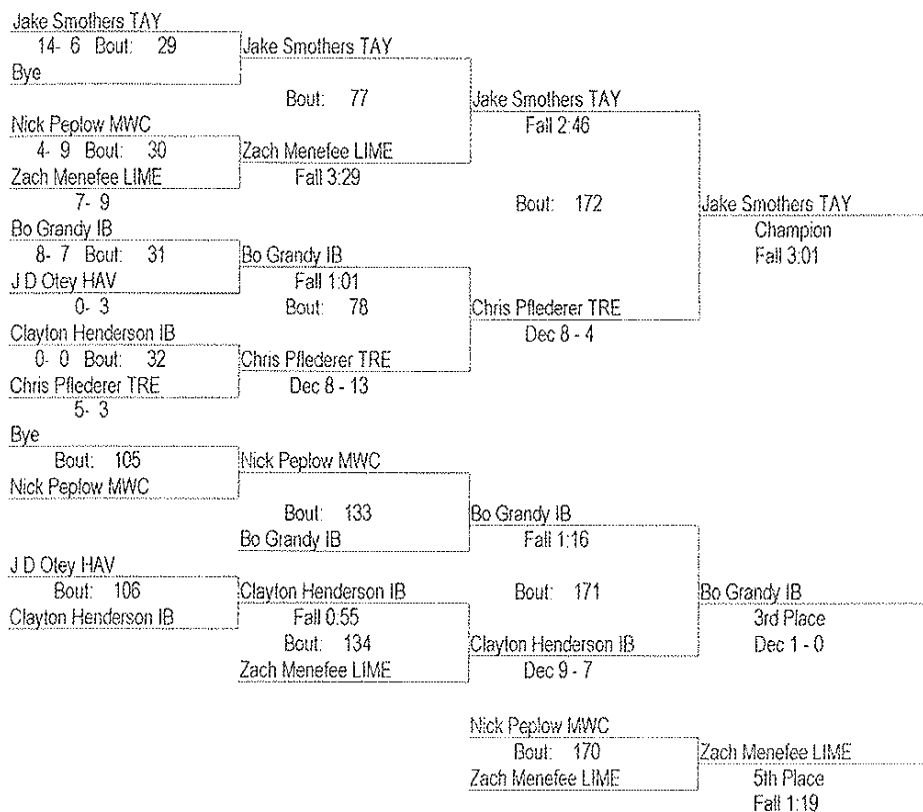 Jake Smothers TAY
14- 6 Bout: 29
Bye
Jake Smothers TAY
Bout: 77
Nick Peplow MWC
4- 9 Bout: 30
Zach Menefee LIME
7- 9
Zach Menefee LIME
Fall 3:29
Jake Smothers TAY
Fall 2:46
Bout: 172
Bo Grandy IB
8- 7 Bout: 31
J D Otey HAV
0- 3
Bo Grandy IB
Fall 1:01
Bout: 78
Clayton Henderson IB
0- 0 Bout: 32
Chris Pflederer TRE
5- 3
Chris Pflederer TRE
Dec 8 - 13
Chris Pflederer TRE
Dec 8 - 4
Jake Smothers TAY
Champion
Fall 3:01
Bye
Bout: 105
Nick Peplow MWC
Nick Peplow MWC
Bout: 133
Bo Grandy IB
Bo Grandy IB
Fall 1:16
J D Otey HAV
Bout: 106
Clayton Henderson IB
Clayton Henderson IB
Fall 0:55
Bout: 134
Zach Menefee LIME
Bout: 171
Clayton Henderson IB
Dec 9 - 7
Bo Grandy IB
3rd Place
Dec 1 - 0
Nick Peplow MWC
Bout: 170
Zach Menefee LIME
Zach Menefee LIME
5th Place
Fall 1:19